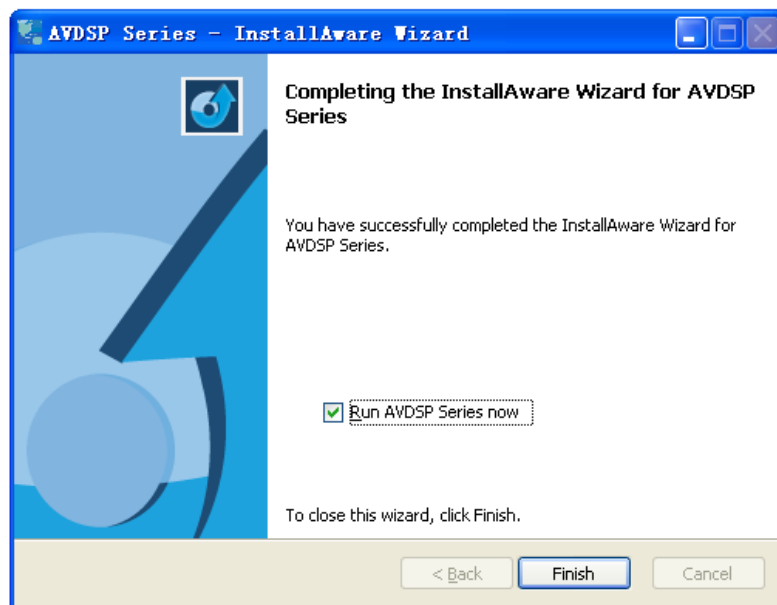 AVDSP Series - InstallAware Wizard
Completing the InstallAware Wizard for AVDSP
Series
You have successfully completed the InstallAware Wizard for
AVDSP Series.
Run AVDSP Series now
To close this wizard, click Finish.
< Back Finish Cancel